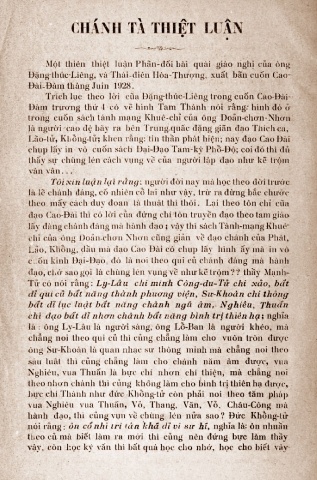 CHÁNH TÀ THIỆT LUẬN
Một thiên thiệt luận Phản-đối hài quái giáo nghị của ông
Đặng-thúc-Liêng, và Thái-điên Hòa-Thượng, xuất bản cuốn Cao-
Đài-Đàm tháng Juin 1928.
Trích lục theo lời của Đặng-thúc-Liêng trong cuốn Cao-Đài
Đàm trương thứ 4 có vẽ hình Tam Thánh nói rằng: hình đó ở
trong cuốn sách tánh mạng Khuê-chỉ của ông Doãn-chơn-Nhơn
là người cao đệ bày ra bên Trung-quấc đặng giảng đạo Thích ca,
Lão-tử, Khổng-tử khen rằng: tin thần phát biện; nay đạo Cao Đài
chụp lấy in vô cuốn sách Đại-Đạo Tam-kỳ Phổ-Độ; coi đó thì đủ
thấy sự chúng lén cách vụng về của người lập đạo như kẻ trộm
vân vân...
Tôi xin luận lại rằng: người đời nay mà học theo đời trước
là lẽ chánh đáng, cố nhiên cổ lai như vậy, trừ ra đừng bắc chước
theo mấy cách duy đoan là thuật thì thôi. Lại theo tôn chỉ của
đạo Cao-Đài thì có lời của đứng chí tôn truyền đạo theo tam giáo
lấy đàng chánh đáng mà hành đạo; vậy thì sách Tánh-mạng Khuê-
chỉ của ông Doãn-chơn Nhơn cũng giảng về đạo chánh của Phật,
Lão, Khổng, dầu mà đạo Cao Đài có chụp lấy hình ấy mà in vô
cuốn kinh Đại-Đạo, đó là noi theo qui củ chánh đáng mà hành
đạo, chớ sao gọi là chúng lén vụng về như kẻ trộm?? thầy Mạnh-
Tử có nói rằng: Ly-Lâu chi minh Công-du-Tử chi xảo, bất
dĩ qui củ bất năng thành phương viên, Sư-Khoán chi thông
bất dĩ lục luật bất năng chánh ngũ âm. Nghiêu, Thuấn
chi đạo bất dĩ nhơn chánh bất năng bình trị thiên hạ: nghĩa
là: ông Ly-Lâu là người sáng, ông Lỗ-Ban là người khéo, mà
chẳng noi theo qui củ thì cũng chẳng làm cho vuôn tròn được
ông Sư-Khoán là quan nhạc sư thông minh mà chẳng noi theo
sáu luật thì cũng chẳng làm cho chánh năm âm được, vua
Nghiêu, vua Thuấn là bực chí nhơn chí thiện, mà chẳng noi
theo nhơn chánh thì cũng không làm cho bình trị thiên hạ được,
bực chí Thánh như đức Khổng-tử còn phải noi theo tâm pháp
vua Nghiêu vua Thuấn, Võ, Thang, Văn, Võ, Châu-Công mà
hành đạo, thì cũng vụn về chúng lén nữa sao? Đức Khổng-tử
nói rằng: ôn cố nhi tri tân khả dĩ vi sư hĩ, nghĩa là: ôn nhuần
theo cũ mà biết làm ra mới thì cũng nên đứng bực làm thầy
vậy, còn học kỳ văn thì bất quá học cho nhớ, học cho biết vậy